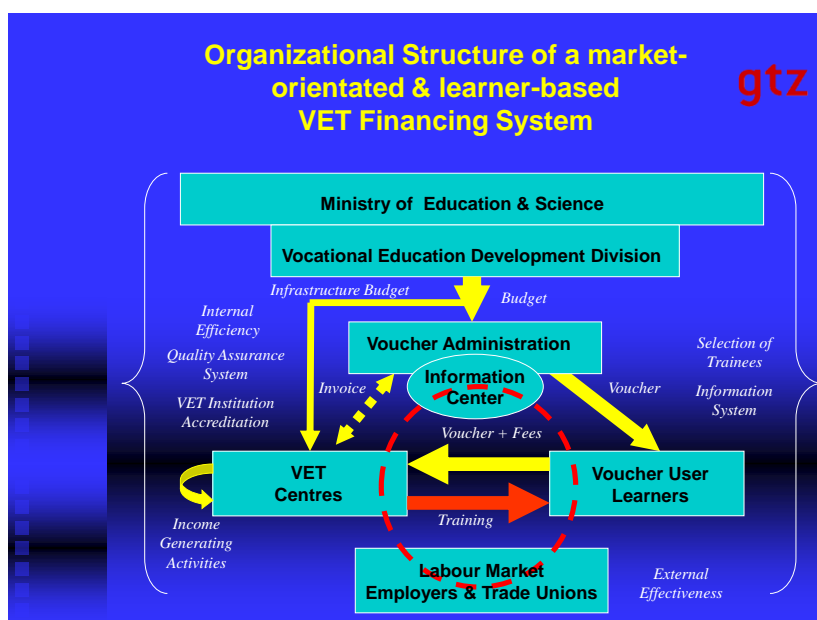 Organizational Structure of a market-
orientated & learner-based
VET Financing System
gtz
Ministry of Education & Science
Vocational Education Development Division
Infrastructure Budget
Budget
Internal
Efficiency
Quality Assurance
System
VET Institution
Accreditation
Voucher Administration
Information
Center
Invoice
Voucher
Selection of
Trainees
Information
System
Voucher + Fees
VET
Centres
Voucher User
Learners
Training
Income
Generating
Activities
Labour Market
Employers & Trade Unions
External
Effectiveness